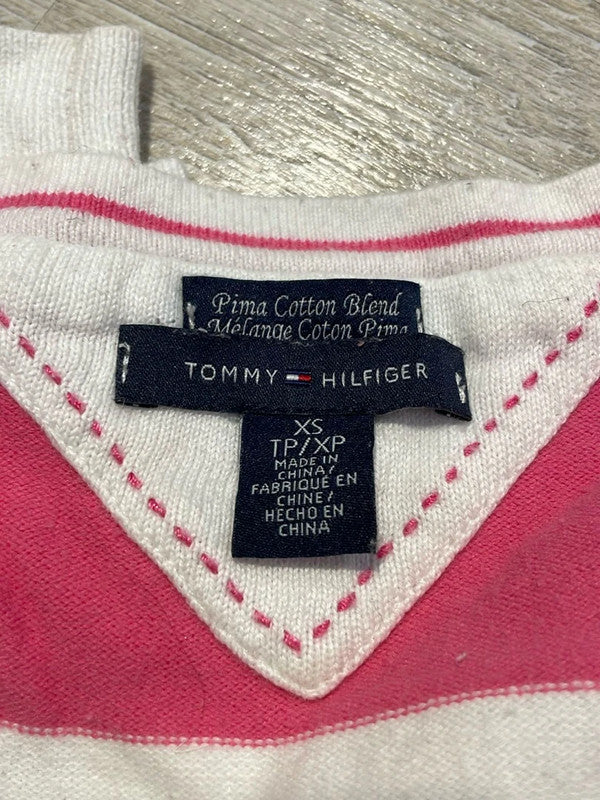 Pima Cotton Blend
Mélange Coton Pima
TOMMY HILFIGER
XS
TP/XP
MADE IN
CHINA/
FABRIQUÉ EN
CHINE/
HECHO EN
CHINA